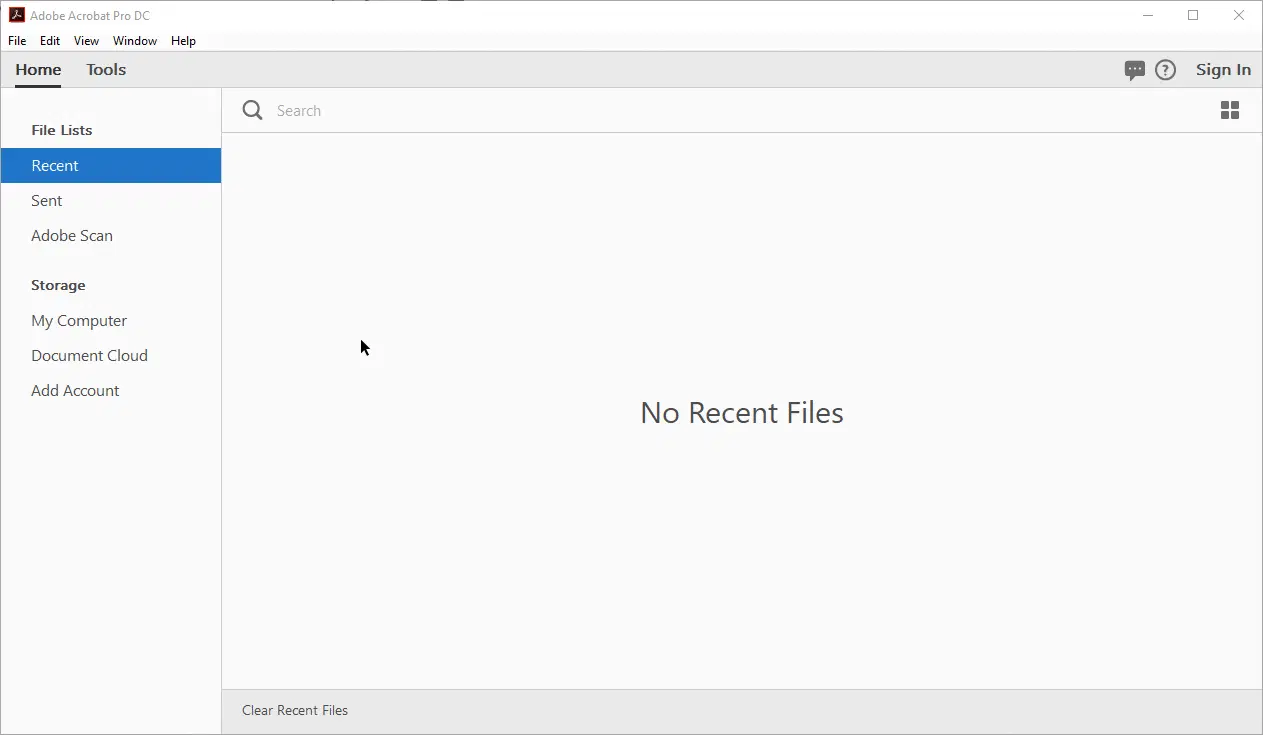 Adobe Acrobat Pro DC
File Edit View Window Help
Home Tools Sign In
Search
File Lists
Recent
Sent
Adobe Scan
Storage
My Computer
Document Cloud
Add Account
No Recent Files
Clear Recent Files